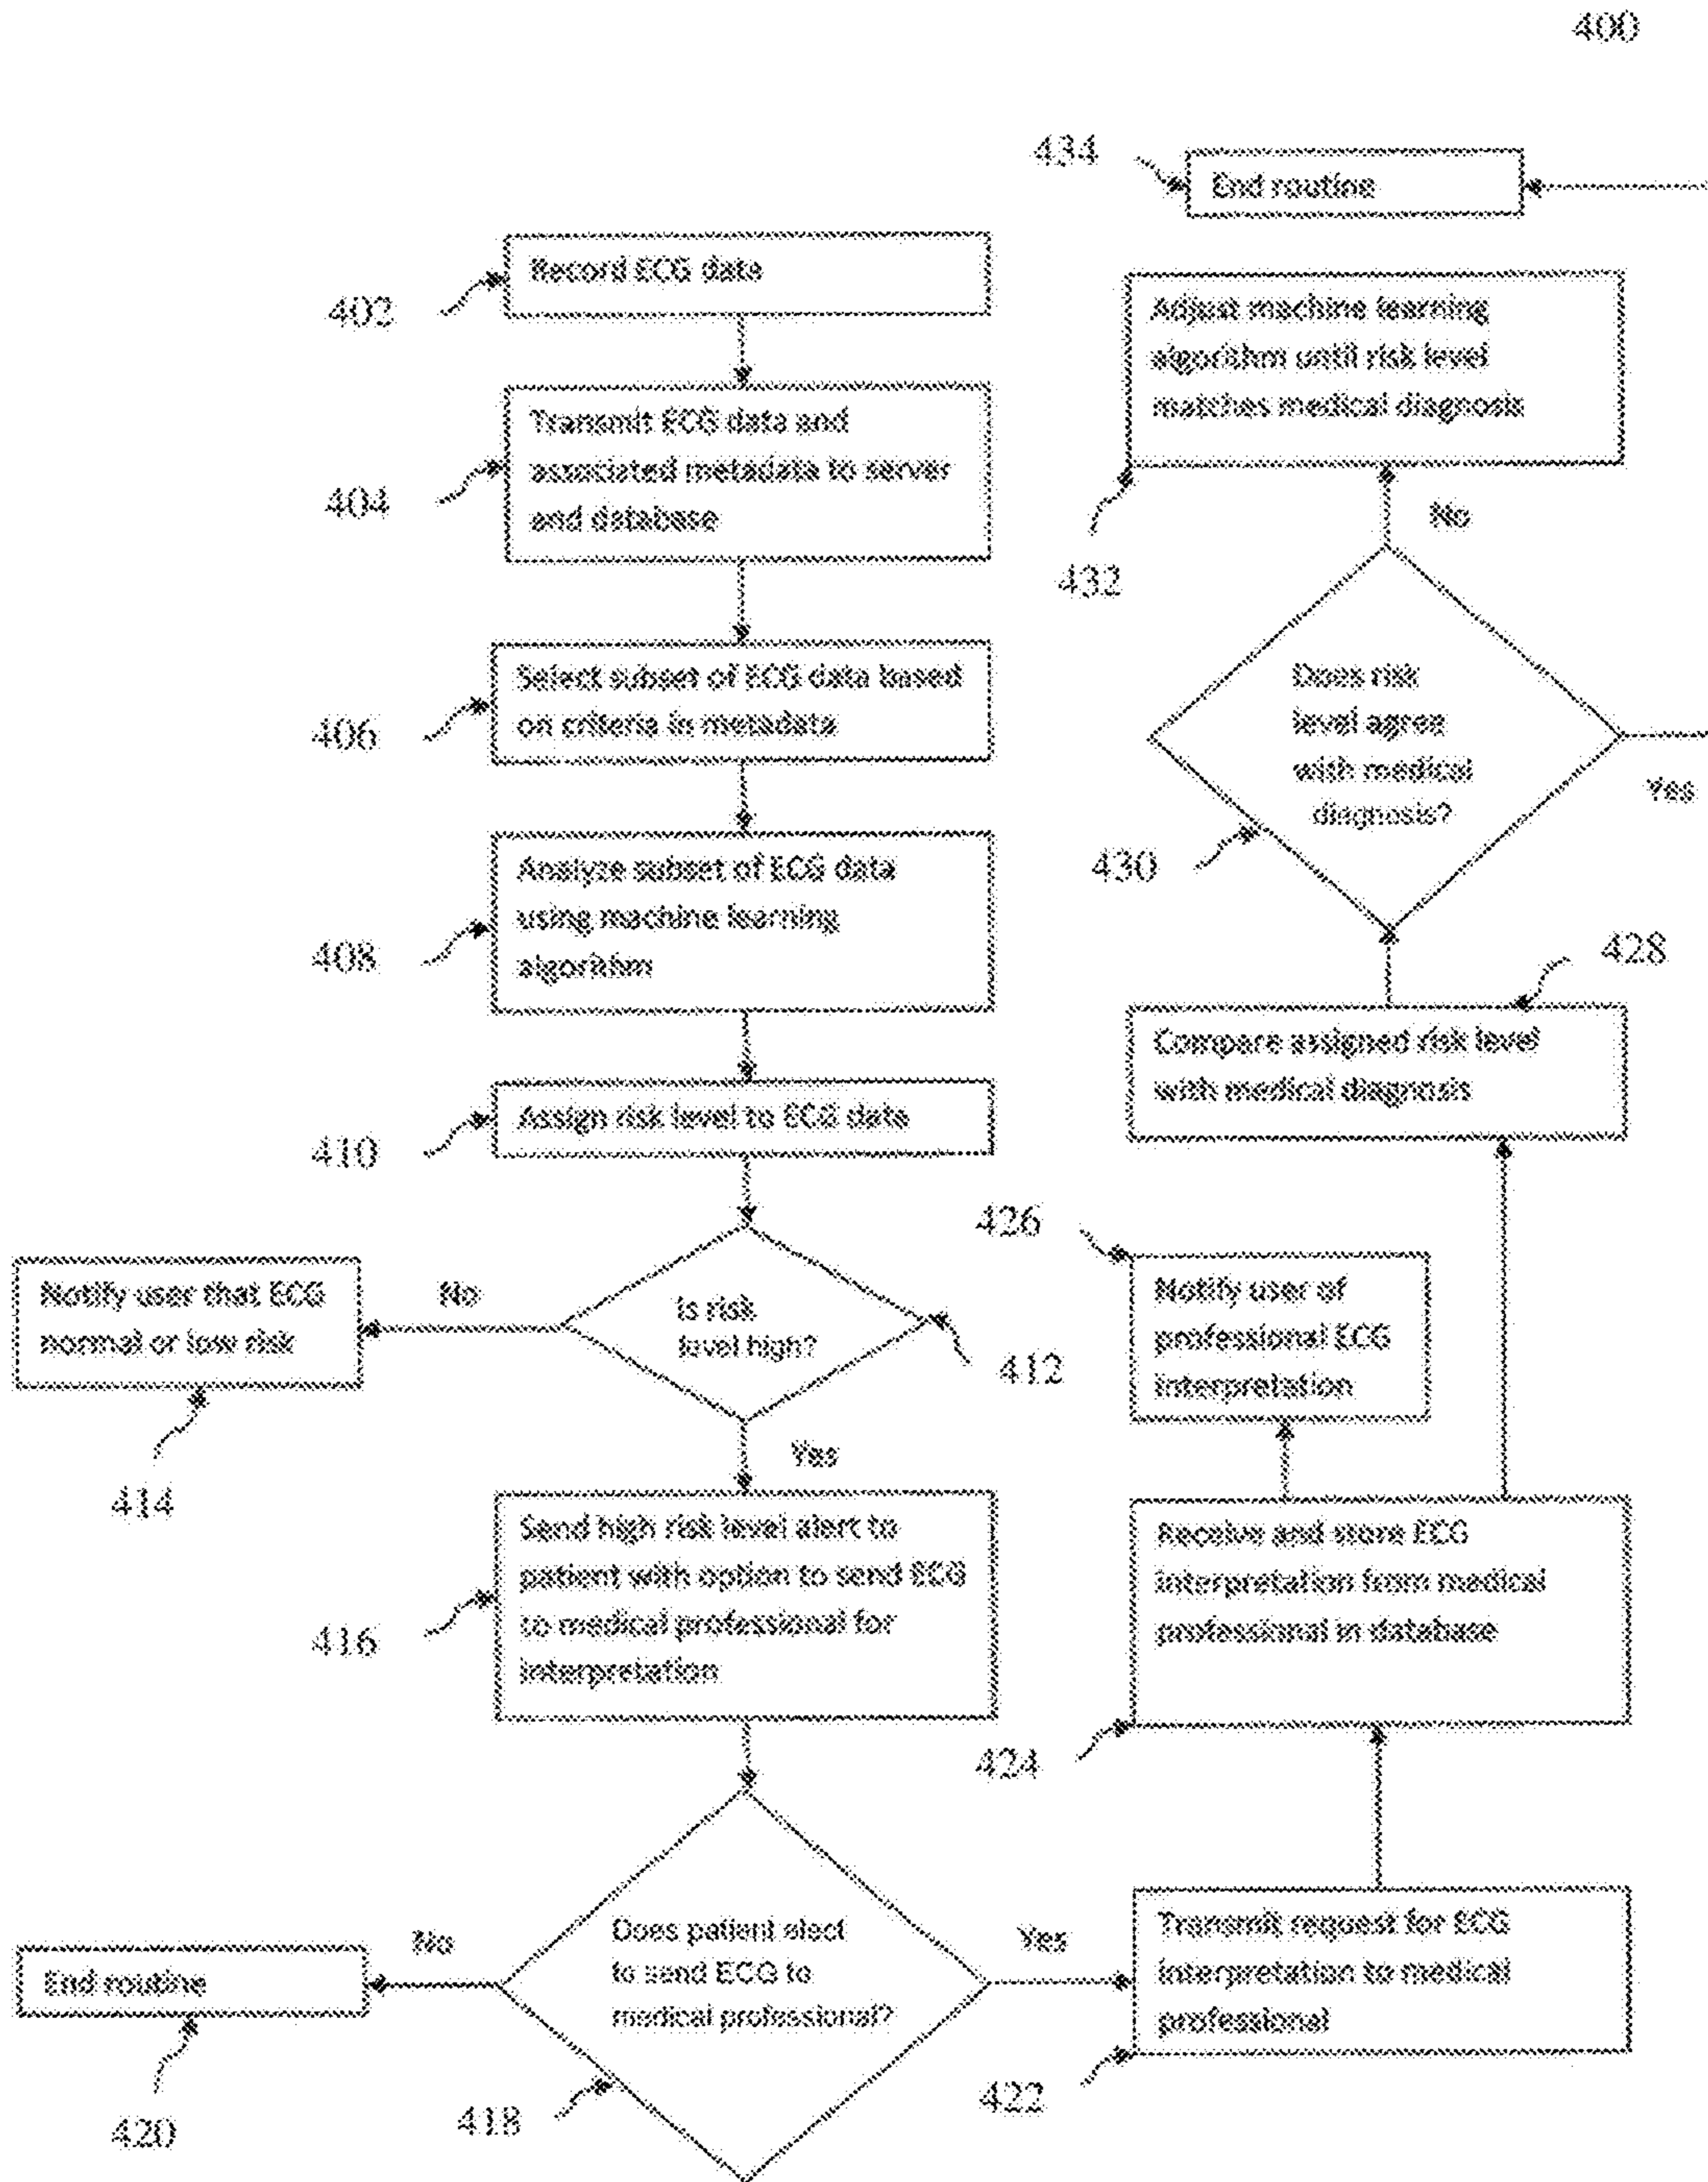 400
434
End routine
Record ECG data
402
Adjust machine learning
algorithm until risk level
matches medical diagnosis
Transmit ECG data and
associated metadada to server
and database
404
No
432
Select subset of ECG data based
on criteria in metadata
406
Does risk
level agree
with medical
diagnosis?
Yes
430
Analyze subset of ECG data
using machine learning
algorithm
408
428
Compare assigned risk level
with medical diagnosis
Assign risk level to ECG data
410
426
Notify user that ECG
normal or low risk
No
Is risk
level high?
412
Notify user of
professional ECG
interpretation
414
Yes
Send high risk level alert to
patient with option to send ECG
to medical professional for
interpretation
416
Receive and store ECG
interpretation from medical
professional in database
424
Does patient elect
to send ECG to
medical professional?
No
Yes
End routine
Transmit request for ECG
interpretation to medical
professional
420
418
422